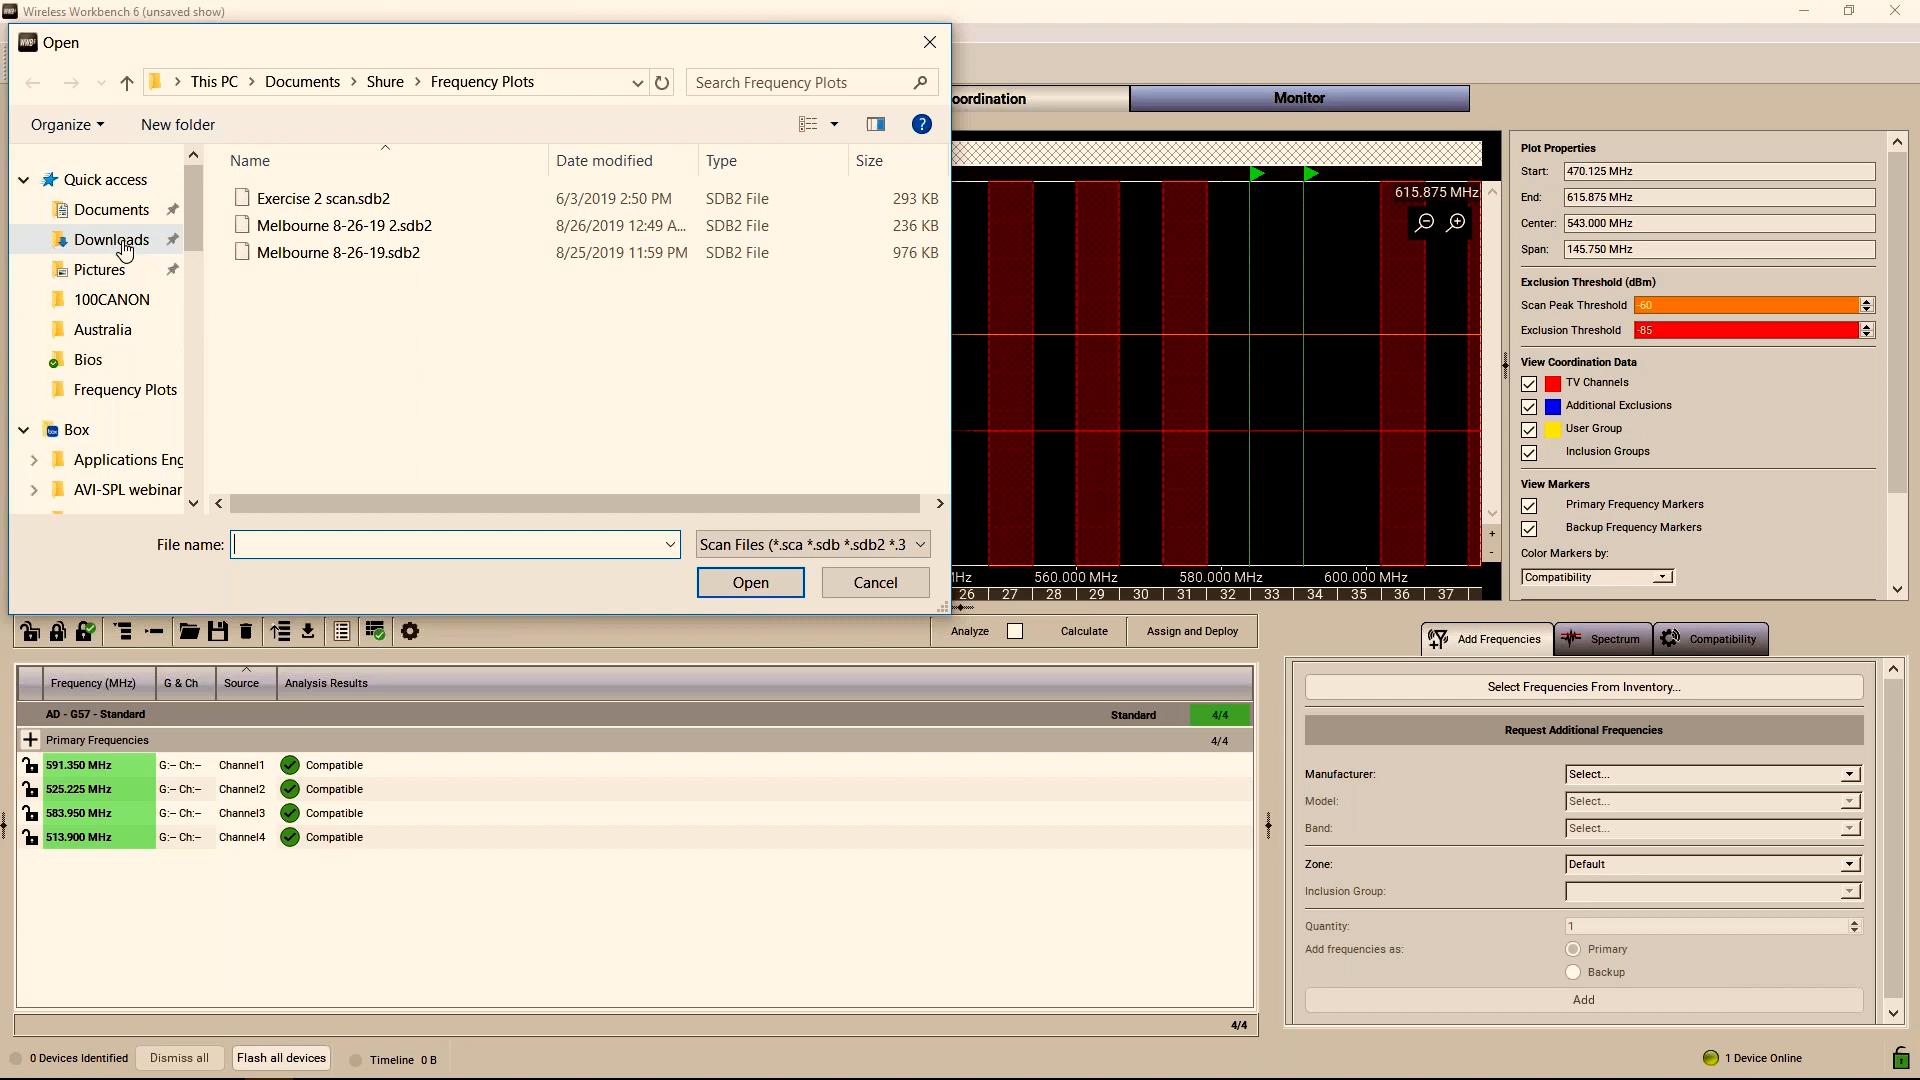 Wireless Workbench 6 (unsaved show)
Open
This PC > Documents > Shure > Frequency Plots
Search Frequency Plots
Organize
New folder
Name
Date modified
Type
Size
Exercise 2 scan.sdb2 6/3/2019 2:50 PM SDB2 File 293 KB
Melbourne 8-26-19 2.sdb2 8/26/2019 12:49 A... SDB2 File 236 KB
Melbourne 8-26-19.sdb2 8/25/2019 11:59 PM SDB2 File 976 KB
Quick access
Documents
Downloads
Pictures
100CANON
Australia
Bios
Frequency Plots
Box
Applications Eng
AVI-SPL webinar
File name:
Scan Files (*.sca *.sdb *.sdb2 *.3
Open
Cancel
oordination
Monitor
615.875 MHz
Hz 560.000 MHz 580.000 MHz 600.000 MHz
26 27 28 29 30 31 32 33 34 35 36 37
+
-
Plot Properties
Start: 470.125 MHz
End: 615.875 MHz
Center: 543.000 MHz
Span: 145.750 MHz
Exclusion Threshold (dBm)
Scan Peak Threshold -60
Exclusion Threshold -85
View Coordination Data
TV Channels
Additional Exclusions
User Group
Inclusion Groups
View Markers
Primary Frequency Markers
Backup Frequency Markers
Color Markers by:
Compatibility
Analyze
Calculate
Assign and Deploy
Frequency (MHz) G & Ch Source Analysis Results
AD - G57 - Standard Standard 4/4
Primary Frequencies 4/4
591.350 MHz G:-- Ch:-- Channel1 Compatible
525.225 MHz G:-- Ch:-- Channel2 Compatible
583.950 MHz G:-- Ch:-- Channel3 Compatible
513.900 MHz G:-- Ch:-- Channel4 Compatible
4/4
Add Frequencies
Spectrum
Compatibility
Select Frequencies From Inventory...
Request Additional Frequencies
Manufacturer: Select...
Model: Select...
Band: Select...
Zone: Default
Inclusion Group:
Quantity: 1
Add frequencies as: Primary
Backup
Add
0 Devices Identified
Dismiss all
Flash all devices
Timeline 0 B
1 Device Online